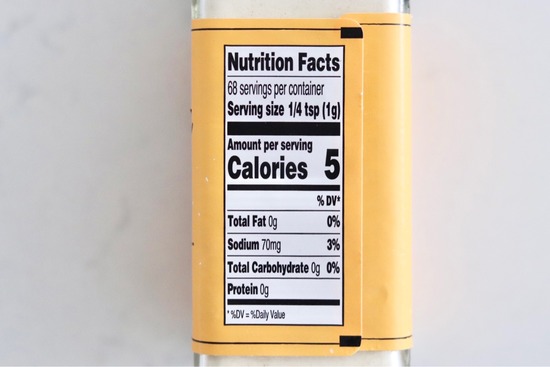 Nutrition Facts
68 servings per container
Serving size 1/4 tsp (1g)
Amount per serving
Calories 5
% DV*
Total Fat 0g 0%
Sodium 70mg 3%
Total Carbohydrate 0g 0%
Protein 0g
* %DV = %Daily Value